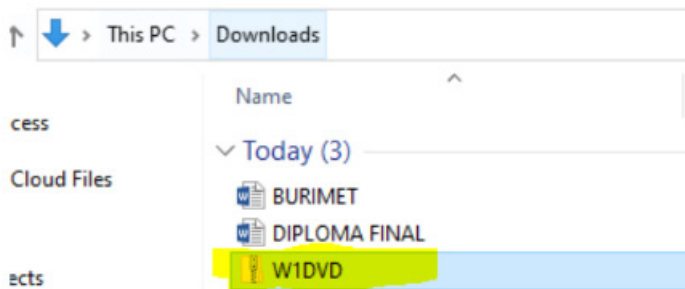 This PC > Downloads
Name
cess
Today (3)
Cloud Files
BURIMET
DIPLOMA FINAL
W1DVD
ects